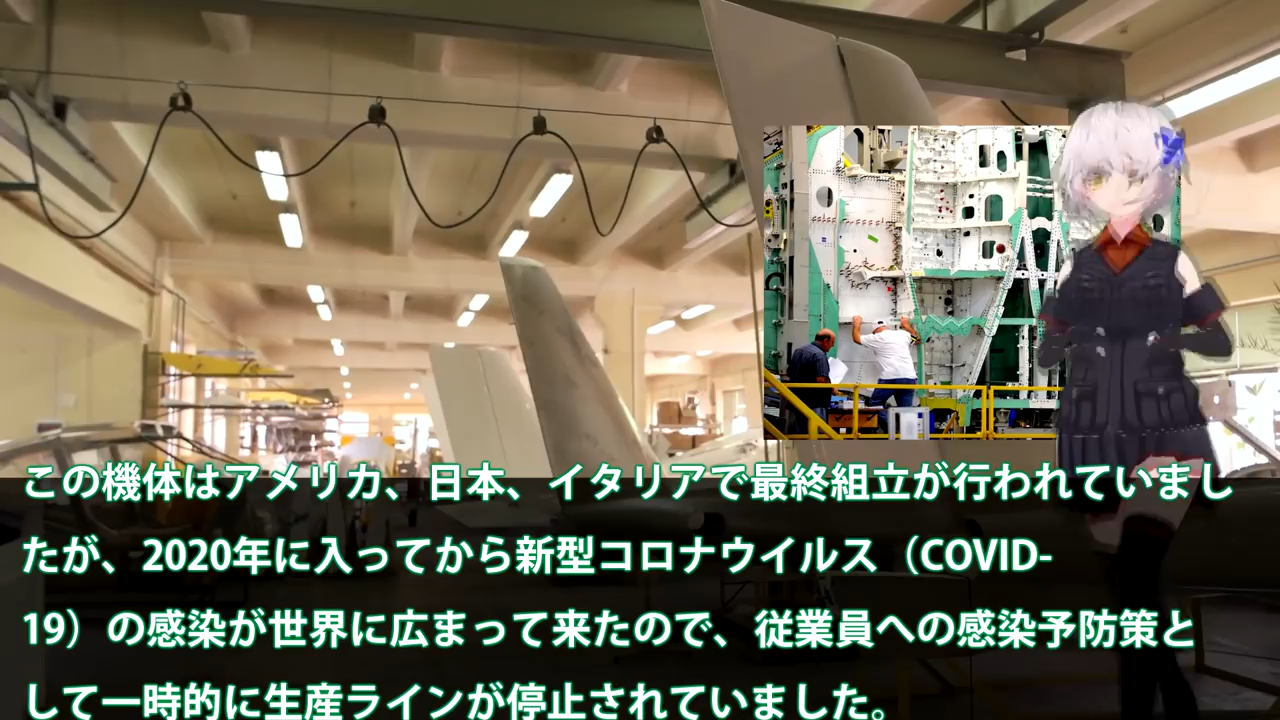 この機体はアメリカ、日本、イタリアで最終組立が行われていまし
たが、2020年に入ってから新型コロナウイルス（COVID-
19）の感染が世界に広まって来たので、従業員への感染予防策と
して一時的に生産ラインが停止されていました。